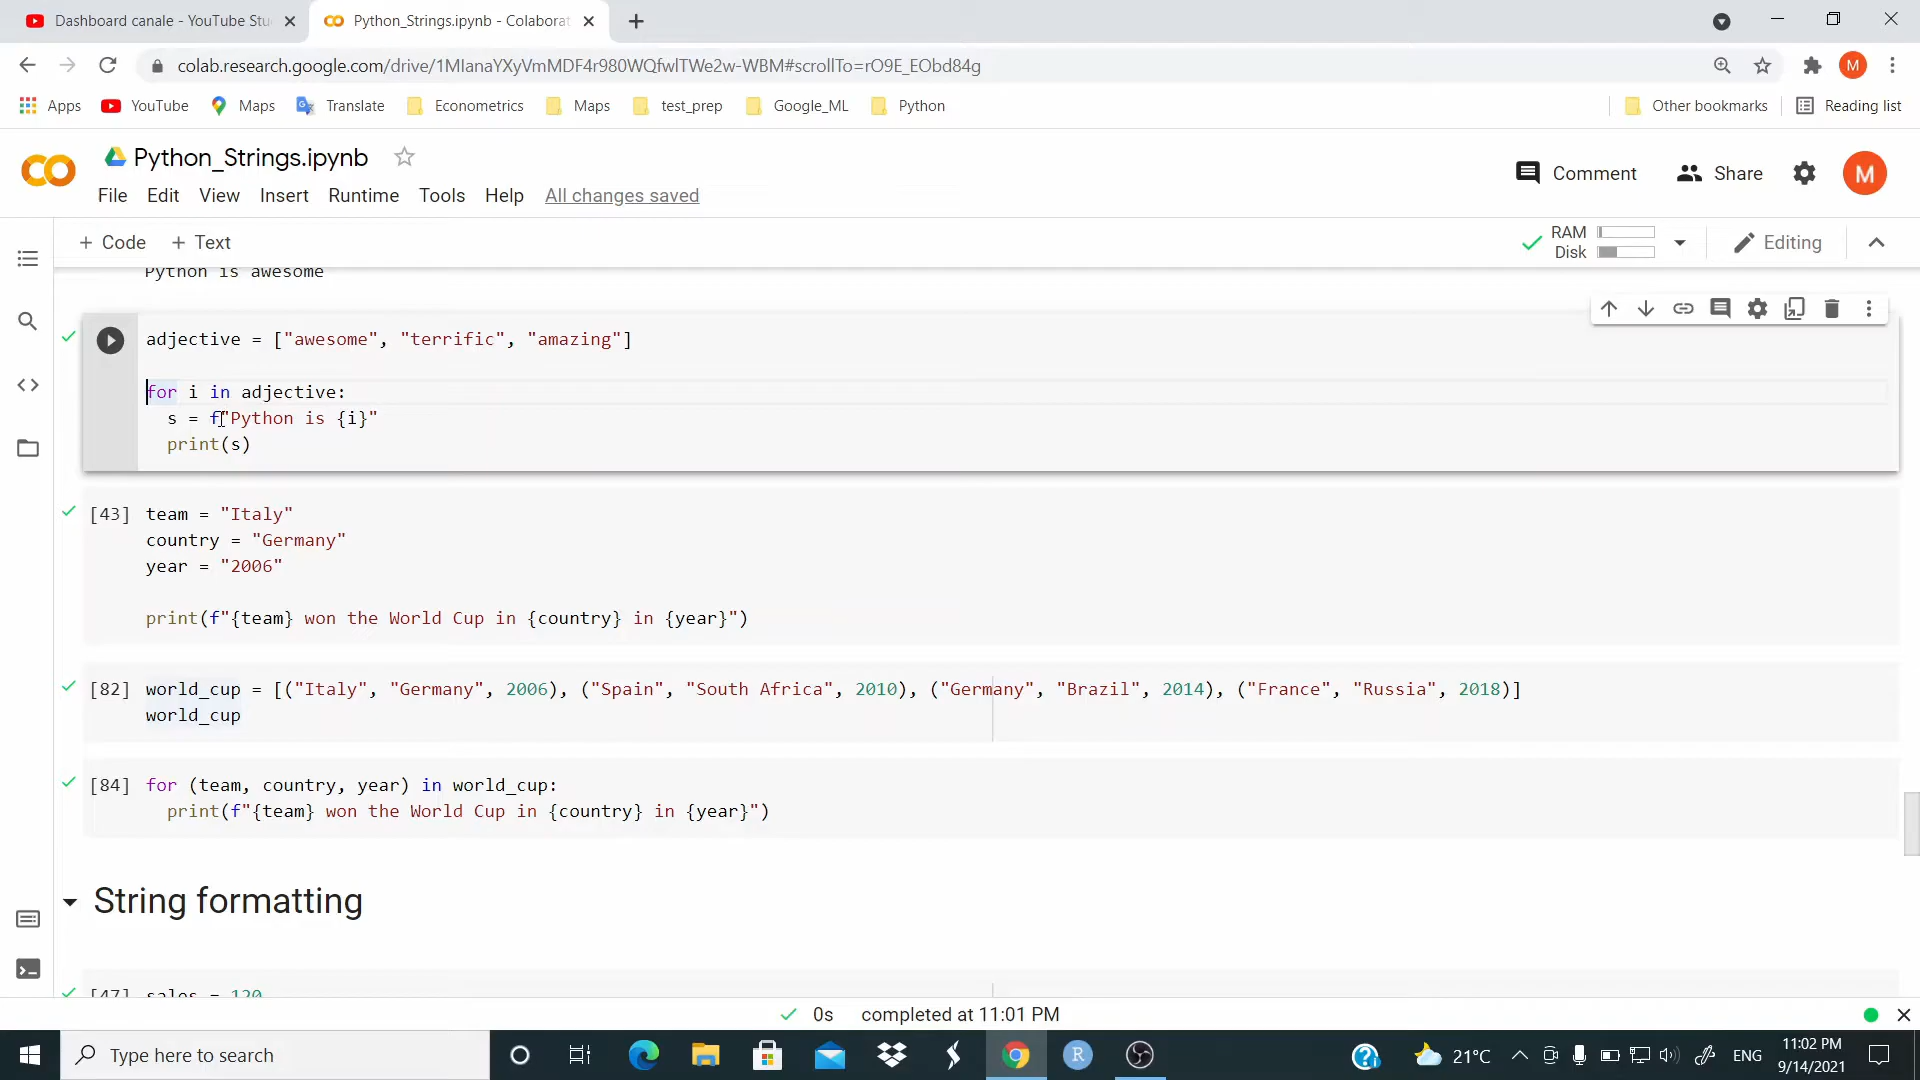 Dashboard canale - YouTube Stu
Python_Strings.ipynb - Colaborat
colab.research.google.com/drive/1MIanaYXyVmMDF4r980WQfwlTWe2w-WBM#scrollTo=rO9E_EObd84g
M
Apps
YouTube
Maps
Translate
Econometrics
Maps
test_prep
Google_ML
Python
Other bookmarks
Reading list
Python_Strings.ipynb
Comment
Share
M
File Edit View Insert Runtime Tools Help All changes saved
+ Code + Text
RAM
Disk
Editing
Python is awesome
adjective = ["awesome", "terrific", "amazing"]
for i in adjective:
s = f"Python is {i}"
print(s)
[43] team = "Italy"
country = "Germany"
year = "2006"
print(f"{team} won the World Cup in {country} in {year}")
[82] world_cup = [("Italy", "Germany", 2006), ("Spain", "South Africa", 2010), ("Germany", "Brazil", 2014), ("France", "Russia", 2018)]
world_cup
[84] for (team, country, year) in world_cup:
print(f"{team} won the World Cup in {country} in {year}")
String formatting
[47] sales = 120
0s completed at 11:01 PM
Type here to search
R
21°C
ENG
11:02 PM
9/14/2021